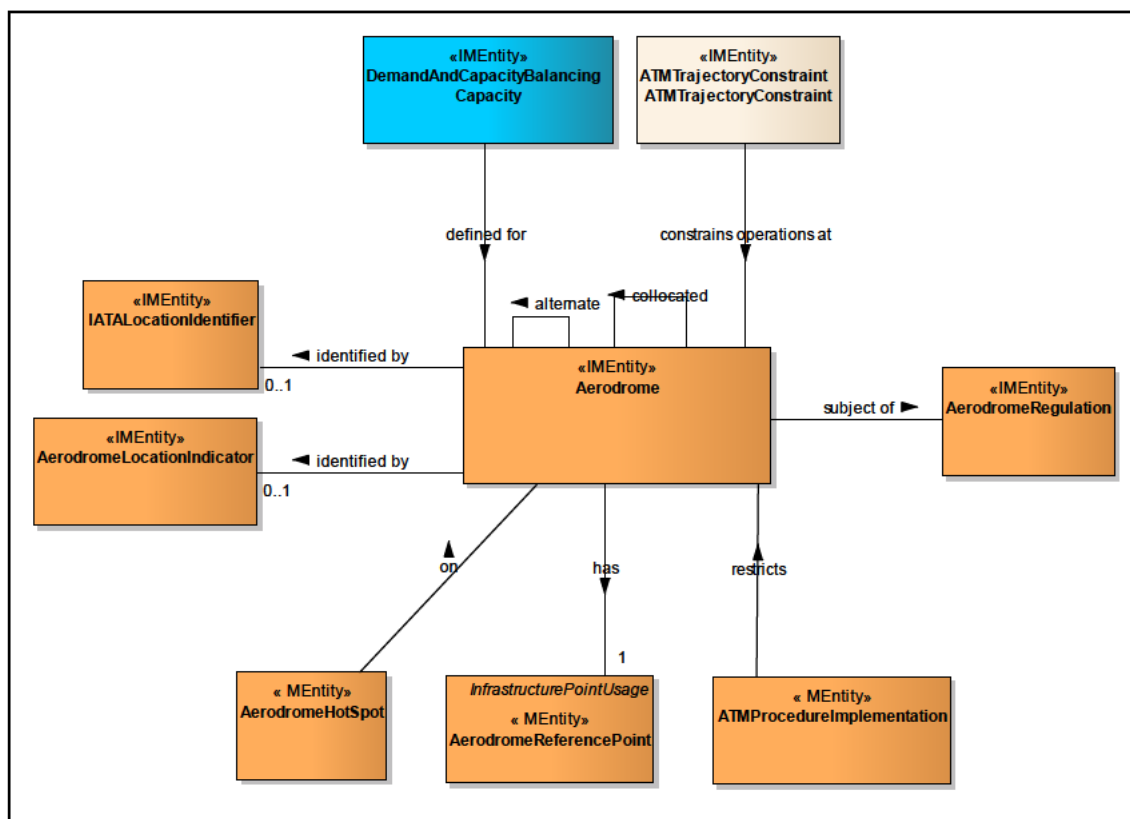 «IMEntity»
DemandAndCapacityBalancing
Capacity
«IMEntity»
ATMTrajectoryConstraint
ATMTrajectoryConstraint
defined for
constrains operations at
«IMEntity»
IATALocationIdentifier
alternate
collocated
identified by
0..1
«IMEntity»
Aerodrome
«IMEntity»
AerodromeRegulation
subject of
«IMEntity»
AerodromeLocationIndicator
identified by
0..1
on
has
restricts
1
« MEntity»
AerodromeHotSpot
InfrastructurePointUsage
« MEntity»
AerodromeReferencePoint
« MEntity»
ATMProcedureImplementation